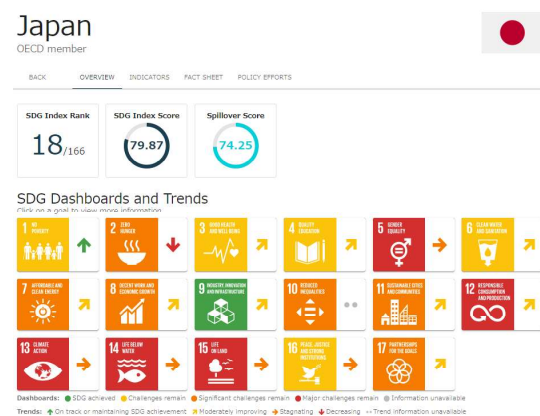 Japan
OECD member
BACK OVERVIEW INDICATORS FACT SHEET POLICY EFFORTS
SDG Index Rank SDG Index Score Spillover Score
18/166 79.87 74.25
SDG Dashboards and Trends
Click on a goal to view more information.
1 NO POVERTY
2 ZERO HUNGER
3 GOOD HEALTH AND WELL-BEING
4 QUALITY EDUCATION
5 GENDER EQUALITY
6 CLEAN WATER AND SANITATION
7 AFFORDABLE AND CLEAN ENERGY
8 DECENT WORK AND ECONOMIC GROWTH
9 INDUSTRY, INNOVATION AND INFRASTRUCTURE
10 REDUCED INEQUALITIES
11 SUSTAINABLE CITIES AND COMMUNITIES
12 RESPONSIBLE CONSUMPTION AND PRODUCTION
13 CLIMATE ACTION
14 LIFE BELOW WATER
15 LIFE ON LAND
16 PEACE, JUSTICE AND STRONG INSTITUTIONS
17 PARTNERSHIPS FOR THE GOALS
Dashboards: SDG achieved Challenges remain Significant challenges remain Major challenges remain Information unavailable
Trends: On track or maintaining SDG achievement Moderately improving Stagnating Decreasing Trend information unavailable